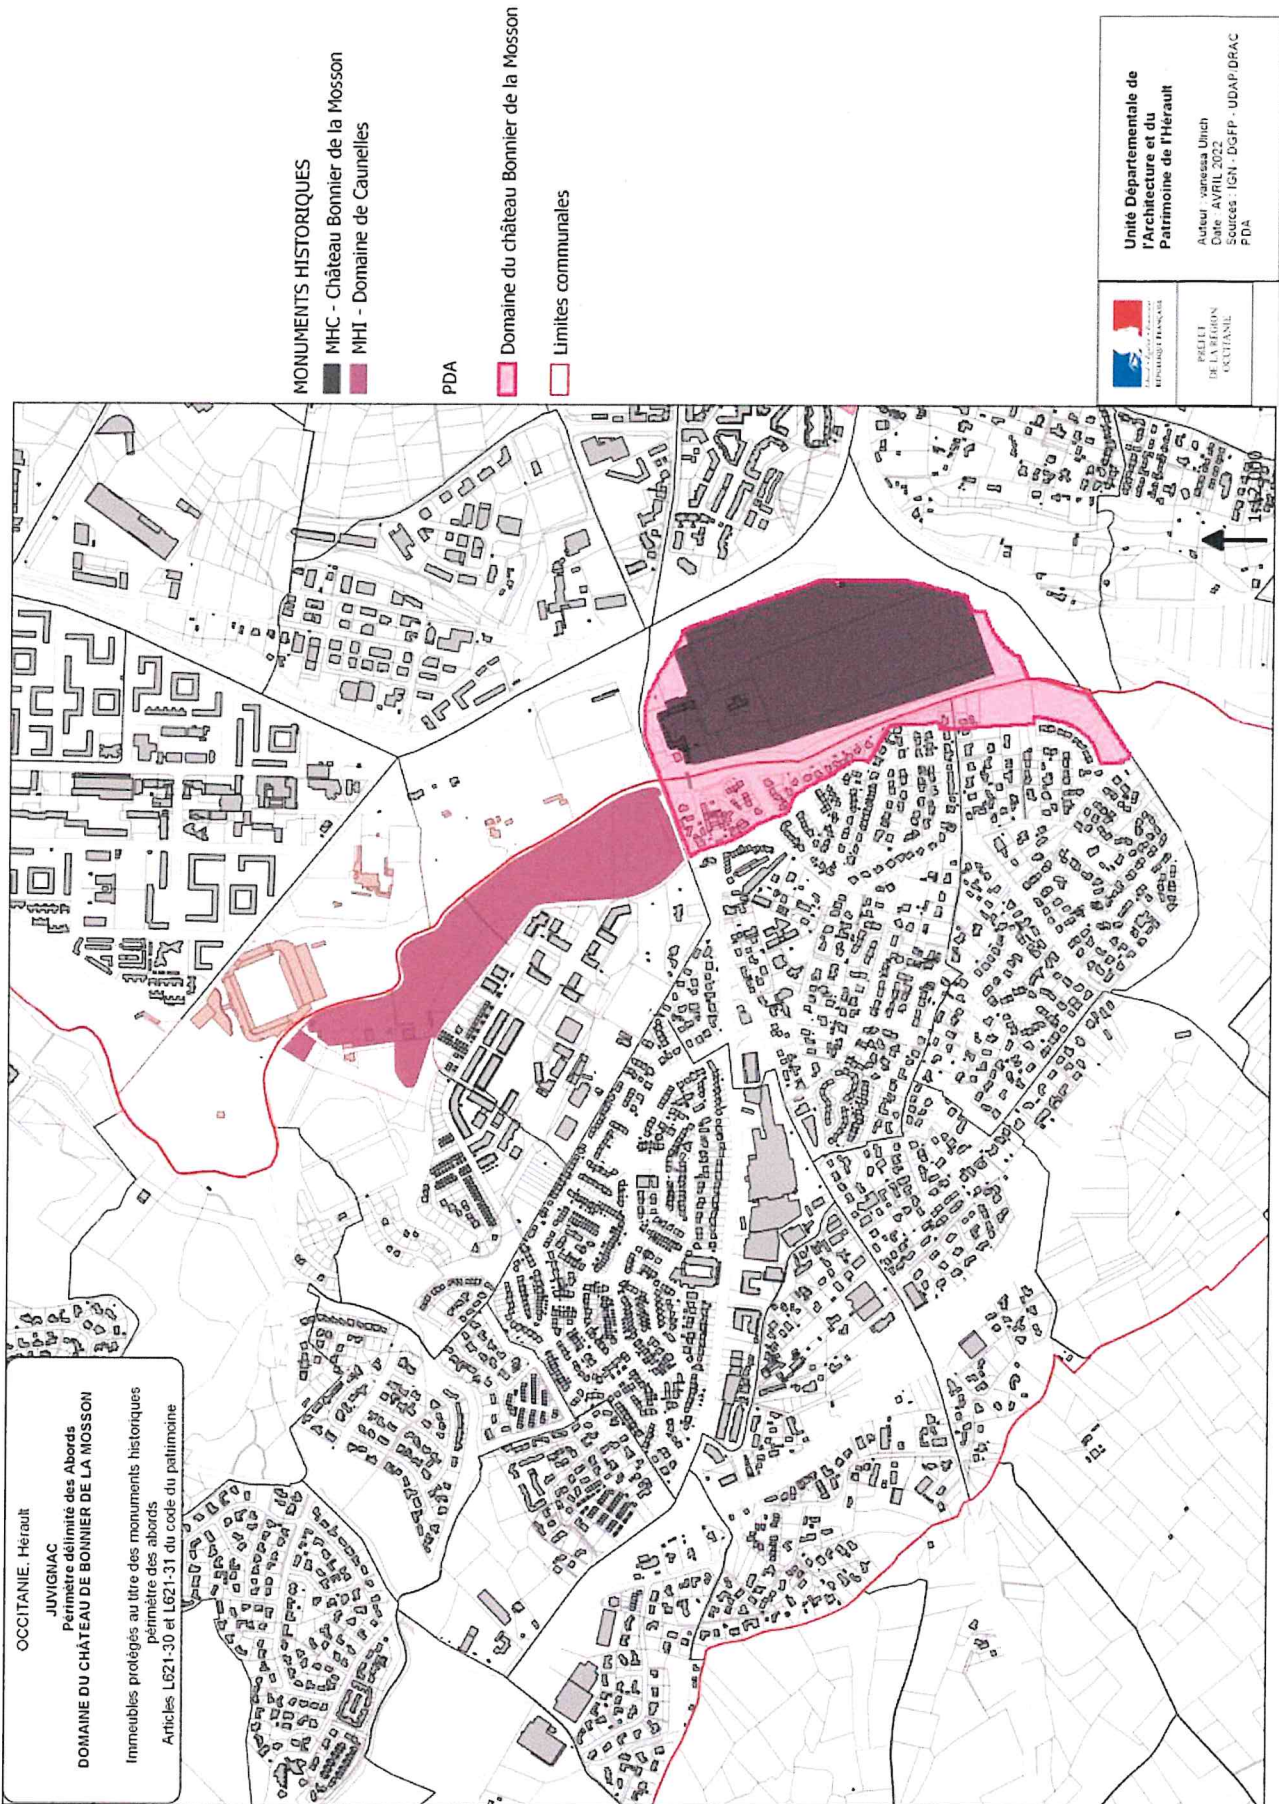 OCCITANIE. Hérault
JUVIGNAC
Périmètre délimité des Abords
DOMAINE DU CHÂTEAU DE BONNIER DE LA MOSSON
Immeubles protégés au titre des monuments historiques
périmètre des abords
Articles L621-30 et L621-31 du code du patrimoine
MONUMENTS HISTORIQUES
MHC - Château Bonnier de la Mosson
MHI - Domaine de Caunelles
PDA
Domaine du château Bonnier de la Mosson
Limites communales
RÉPUBLIQUE FRANÇAISE
PRÉFET
DE LA RÉGION
OCCITANIE
Unité Départementale de
l'Architecture et du
Patrimoine de l'Hérault
Auteur : vanessa Ulrich
Date : AVRIL 2022
Sources : IGN - DGFP - UDAP/DRAC
PDA